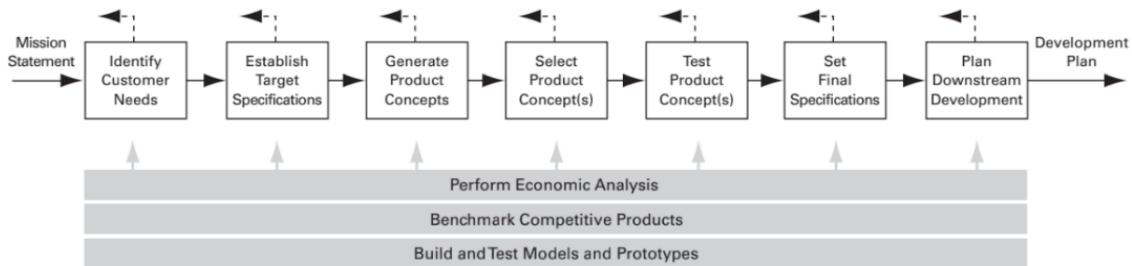 Mission
Statement
Identify
Customer
Needs
Establish
Target
Specifications
Generate
Product
Concepts
Select
Product
Concept(s)
Test
Product
Concept(s)
Set
Final
Specifications
Plan
Downstream
Development
Development
Plan
Perform Economic Analysis
Benchmark Competitive Products
Build and Test Models and Prototypes